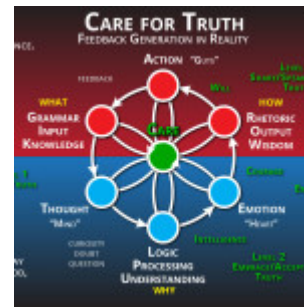 CARE FOR TRUTH
FEEDBACK GENERATION IN REALITY
ACTION "GUTS"
FEEDBACK
WILL
WHAT
HOW
GRAMMAR
INPUT
KNOWLEDGE
CARE
RHETORIC
OUTPUT
WISDOM
THOUGHT
"MIND"
EMOTION
"HEART"
CURIOSITY
DOUBT
QUESTION
INTELLIGENCE
LOGIC
PROCESSING
UNDERSTANDING
WHY
LEVEL 2
EMBRACE/ACCEPT
TRUTH